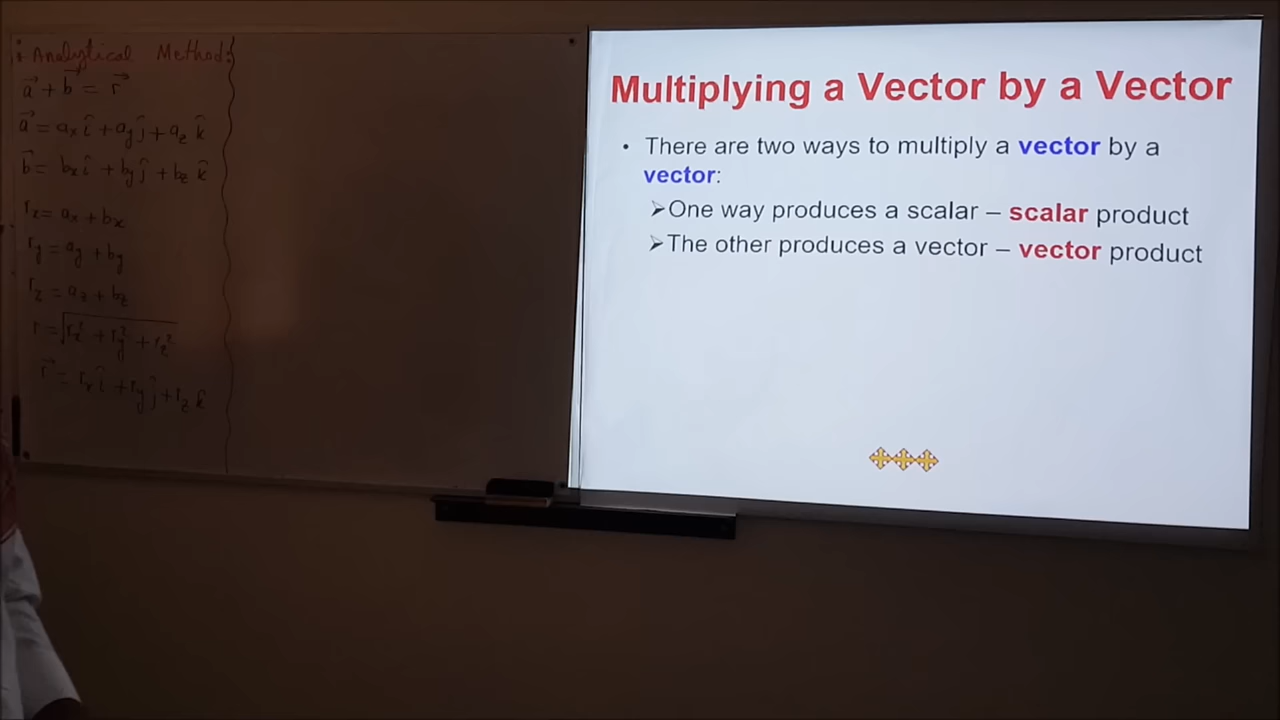 Analytical Method:
a⃗ + b⃗ = r⃗
a⃗ = aₓ î + a_y ĵ + a_z k̂
b⃗ = bₓ î + b_y ĵ + b_z k̂
rₓ = aₓ + bₓ
r_y = a_y + b_y
r_z = a_z + b_z
r = √(rₓ² + r_y² + r_z²)
r⃗ = rₓ î + r_y ĵ + r_z k̂
Multiplying a Vector by a Vector
• There are two ways to multiply a vector by a
vector:
➢One way produces a scalar – scalar product
➢The other produces a vector – vector product